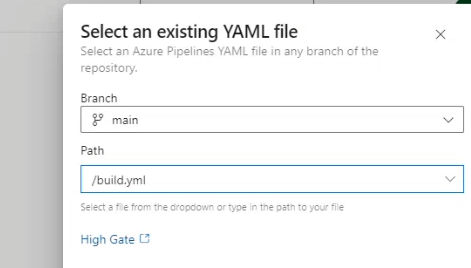 Select an existing YAML file
Select an Azure Pipelines YAML file in any branch of the
repository.
Branch
main
Path
/build.yml
Select a file from the dropdown or type in the path to your file
High Gate